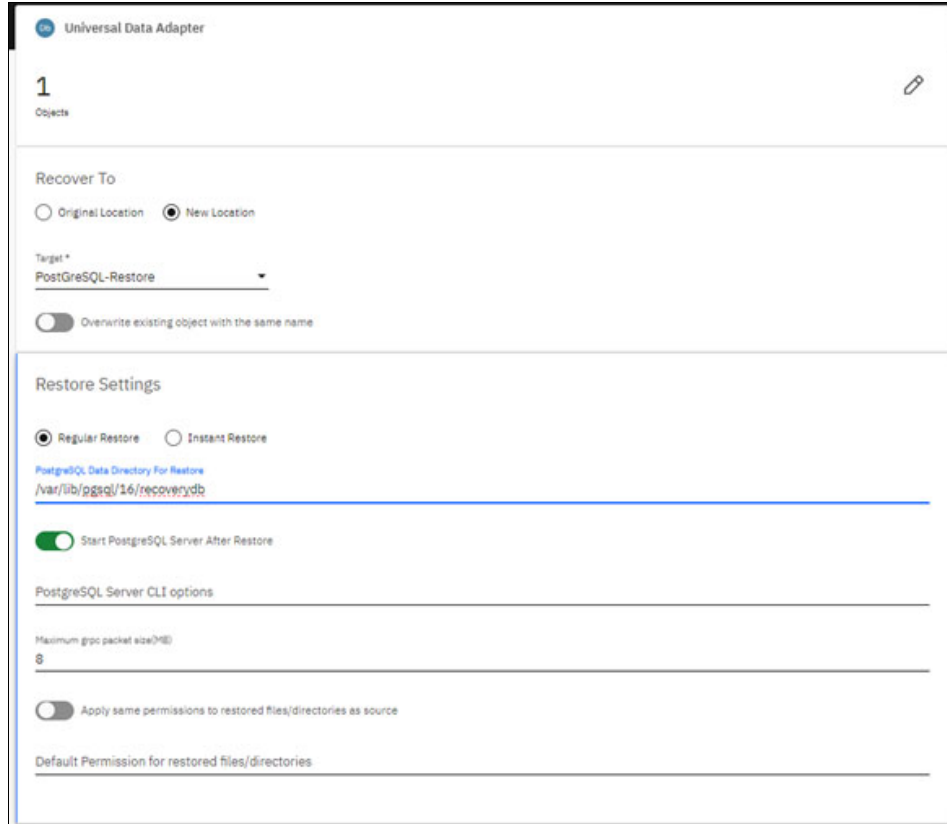 Db Universal Data Adapter
1
Objects
Recover To
Original Location New Location
Target *
PostGreSQL-Restore
Overwrite existing object with the same name
Restore Settings
Regular Restore Instant Restore
PostgreSQL Data Directory For Restore
/var/lib/pgsql/16/recoverydb
Start PostgreSQL Server After Restore
PostgreSQL Server CLI options
Maximum grpc packet size(MB)
8
Apply same permissions to restored files/directories as source
Default Permission for restored files/directories